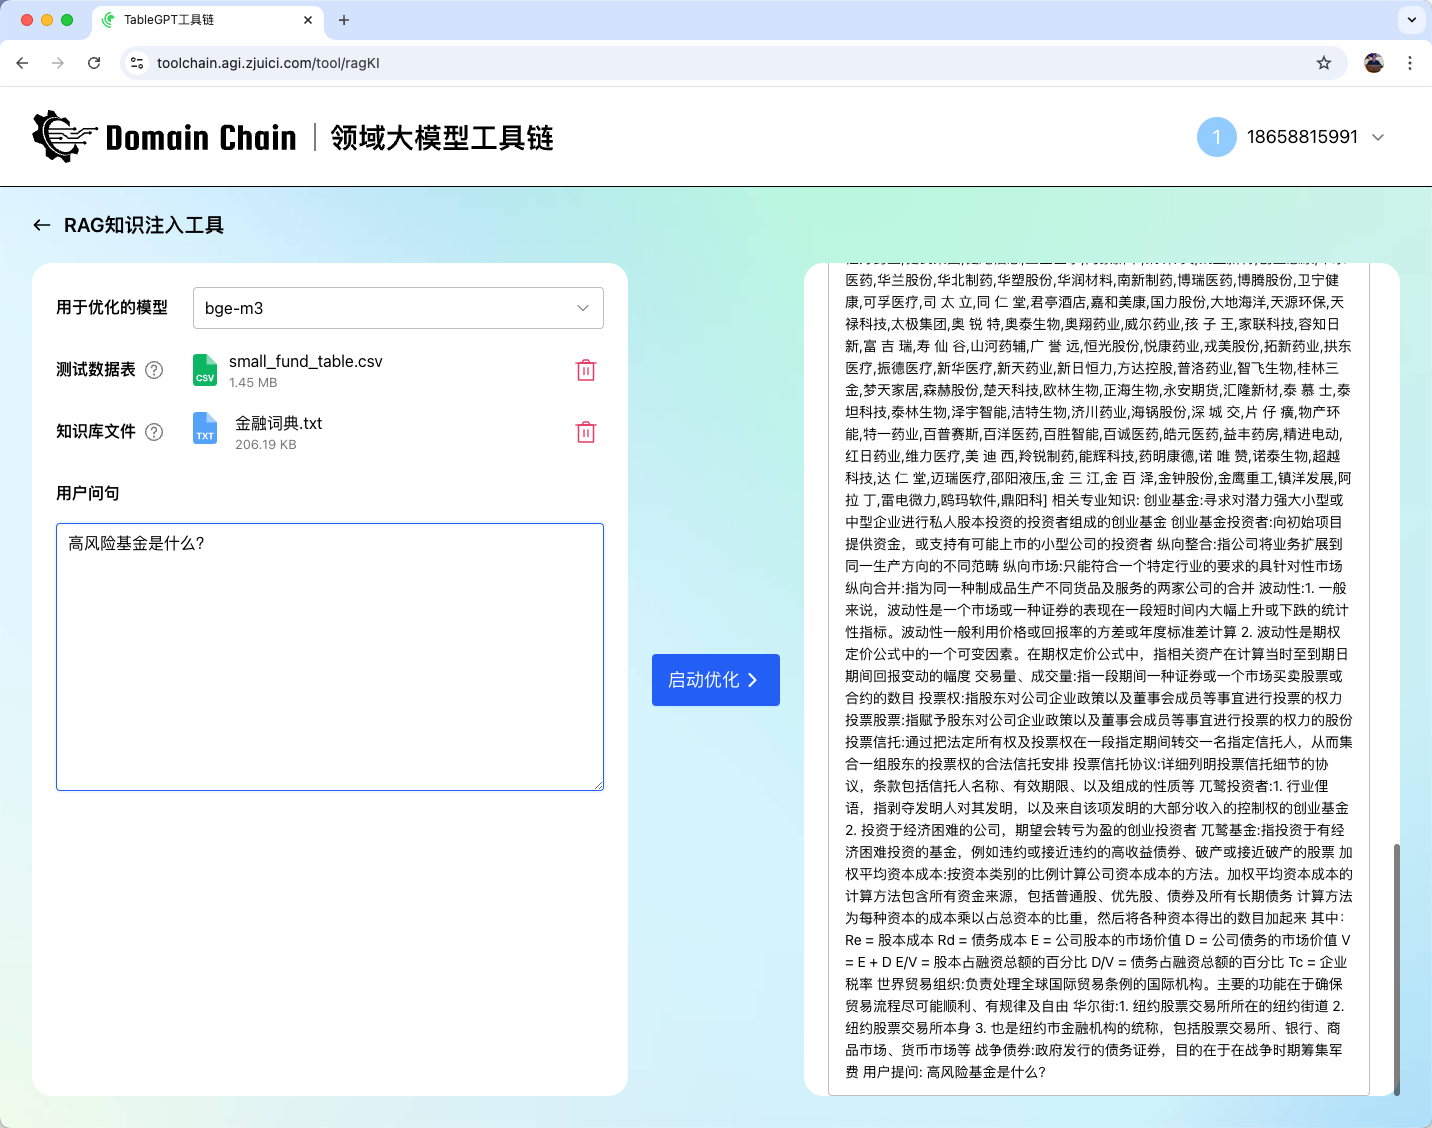 TableGPT工具链
toolchain.agi.zjuici.com/tool/ragKI
Domain Chain 领域大模型工具链
1 18658815991
RAG知识注入工具
用于优化的模型 bge-m3
测试数据表 small_fund_table.csv
CSV
1.45 MB
知识库文件 金融词典.txt
TXT
206.19 KB
用户问句
高风险基金是什么?
启动优化
医药,华兰股份,华北制药,华塑股份,华润材料,南新制药,博瑞医药,博腾股份,卫宁健
康,可孚医疗,司 太 立,同 仁 堂,君亭酒店,嘉和美康,国力股份,大地海洋,天源环保,天
禄科技,太极集团,奥 锐 特,奥泰生物,奥翔药业,威尔药业,孩 子 王,家联科技,容知日
新,富 吉 瑞,寿 仙 谷,山河药辅,广 誉 远,恒光股份,悦康药业,戎美股份,拓新药业,拱东
医疗,振德医疗,新华医疗,新天药业,新日恒力,方达控股,普洛药业,智飞生物,桂林三
金,梦天家居,森赫股份,楚天科技,欧林生物,正海生物,永安期货,汇隆新材,泰 慕 士,泰
坦科技,泰林生物,泽宇智能,洁特生物,济川药业,海锅股份,深 城 交,片 仔 癀,物产环
能,特一药业,百普赛斯,百洋医药,百胜智能,百诚医药,皓元医药,益丰药房,精进电动,
红日药业,维力医疗,美 迪 西,羚锐制药,能辉科技,药明康德,诺 唯 赞,诺泰生物,超越
科技,达 仁 堂,迈瑞医疗,邵阳液压,金 三 江,金 百 泽,金钟股份,金鹰重工,镇洋发展,阿
拉 丁,雷电微力,鸥玛软件,鼎阳科] 相关专业知识: 创业基金:寻求对潜力强大小型或
中型企业进行私人股本投资的投资者组成的创业基金 创业基金投资者:向初始项目
提供资金，或支持有可能上市的小型公司的投资者 纵向整合:指公司将业务扩展到
同一生产方向的不同范畴 纵向市场:只能符合一个特定行业的要求的具针对性市场
纵向合并:指为同一种制成品生产不同货品及服务的两家公司的合并 波动性:1. 一般
来说，波动性是一个市场或一种证券的表现在一段短时间内大幅上升或下跌的统计
性指标。波动性一般利用价格或回报率的方差或年度标准差计算 2. 波动性是期权
定价公式中的一个可变因素。在期权定价公式中，指相关资产在计算当时至到期日
期间回报变动的幅度 交易量、成交量:指一段期间一种证券或一个市场买卖股票或
合约的数目 投票权:指股东对公司企业政策以及董事会成员等事宜进行投票的权力
投票股票:指赋予股东对公司企业政策以及董事会成员等事宜进行投票的权力的股份
投票信托:通过把法定所有权及投票权在一段指定期间转交一名指定信托人，从而集
合一组股东的投票权的合法信托安排 投票信托协议:详细列明投票信托细节的协
议，条款包括信托人名称、有效期限、以及组成的性质等 兀鹫投资者:1. 行业俚
语，指剥夺发明人对其发明，以及来自该项发明的大部分收入的控制权的创业基金
2. 投资于经济困难的公司，期望会转亏为盈的创业投资者 兀鹫基金:指投资于有经
济困难投资的基金，例如违约或接近违约的高收益债券、破产或接近破产的股票 加
权平均资本成本:按资本类别的比例计算公司资本成本的方法。加权平均资本成本的
计算方法包含所有资金来源，包括普通股、优先股、债券及所有长期债务 计算方法
为每种资本的成本乘以占总资本的比重，然后将各种资本得出的数目加起来 其中:
Re = 股本成本 Rd = 债务成本 E = 公司股本的市场价值 D = 公司债务的市场价值 V
= E + D E/V = 股本占融资总额的百分比 D/V = 债务占融资总额的百分比 Tc = 企业
税率 世界贸易组织:负责处理全球国际贸易条例的国际机构。主要的功能在于确保
贸易流程尽可能顺利、有规律及自由 华尔街:1. 纽约股票交易所所在的纽约街道 2.
纽约股票交易所本身 3. 也是纽约市金融机构的统称，包括股票交易所、银行、商
品市场、货币市场等 战争债券:政府发行的债务证券，目的在于在战争时期筹集军
费 用户提问: 高风险基金是什么?